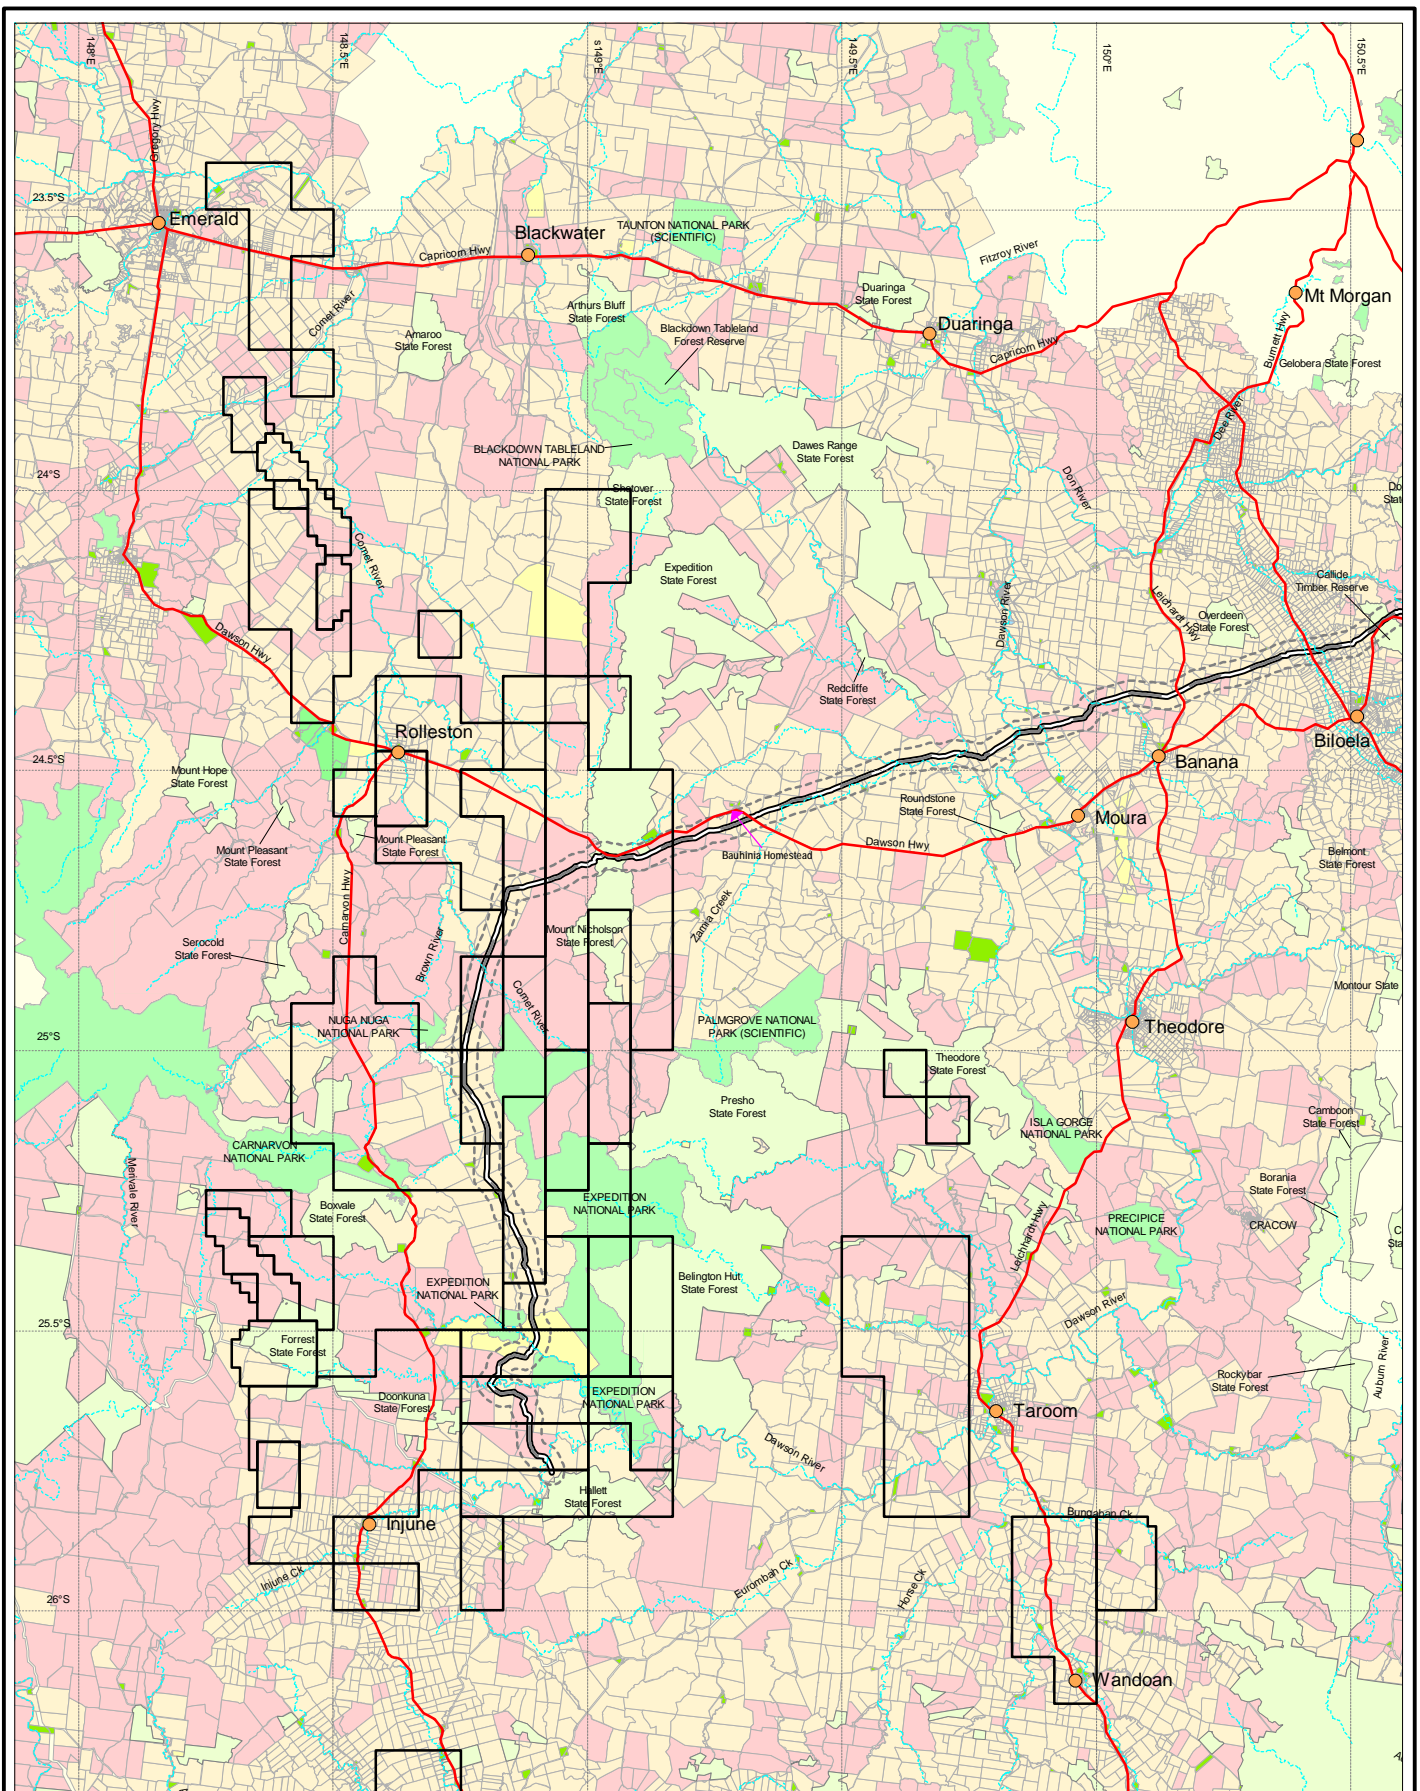 148°E
148.5°E
s149°E
149.5°E
150°E
150.5°E
Gregory Hwy
23.5°S
Emerald
Blackwater
TAUNTON NATIONAL PARK
(SCIENTIFIC)
Capricorn Hwy
Fitzroy River
Duaringa
State Forest
Mt Morgan
Comet River
Arthurs Bluff
State Forest
Amaroo
State Forest
Blackdown Tableland
Forest Reserve
Duaringa
Capricorn Hwy
Burnett Hwy
Gelobera State Forest
Dee River
BLACKDOWN TABLELAND
NATIONAL PARK
Dawes Range
State Forest
24°S
Shotover
State Forest
Don River
Do
State
Comet River
Expedition
State Forest
Callide
Timber Reserve
Dawson River
Leichardt Hwy
Overdeen
State Forest
Dawson Hwy
Redcliffe
State Forest
Rolleston
Biloela
24.5°S
Banana
Mount Hope
State Forest
Roundstone
State Forest
Moura
Mount Pleasant
State Forest
Mount Pleasant
State Forest
Bauhinia Homestead
Dawson Hwy
Belmont
State Forest
Carnarvon Hwy
Zamia Creek
Serocold
State Forest
Brown River
Mount Nicholson
State Forest
Comet River
Montour State
NUGA NUGA
NATIONAL PARK
PALMGROVE NATIONAL
PARK (SCIENTIFIC)
Theodore
25°S
Theodore
State Forest
Presho
State Forest
ISLA GORGE
NATIONAL PARK
Camboon
State Forest
CARNARVON
NATIONAL PARK
Merivale River
Borania
State Forest
Boxvale
State Forest
EXPEDITION
NATIONAL PARK
Leichhardt Hwy
PRECIPICE
NATIONAL PARK
CRACOW
C
Sta
EXPEDITION
NATIONAL PARK
Belington Hut
State Forest
Dawson River
25.5°S
Forrest
State Forest
Rockybar
State Forest
Auburn River
Doonkuna
State Forest
EXPEDITION
NATIONAL PARK
Taroom
Dawson River
Hallett
State Forest
Injune
Bungaban Ck
Injune Ck
Eurombah Ck
Horse Ck
26°S
Wandoan